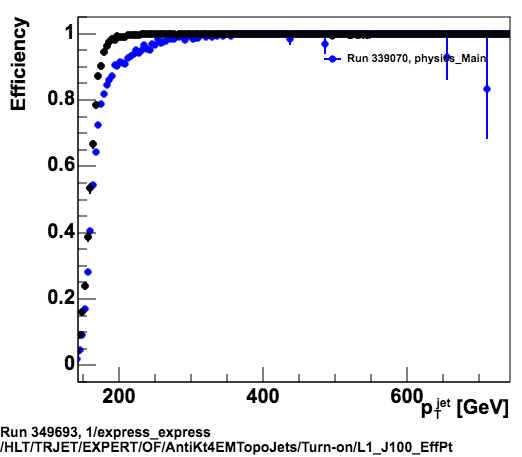 Efficiency
1
0.8
0.6
0.4
0.2
0
200
400
600
p_T^jet [GeV]
Run 339070, physics_Main
Run 349693, 1/express_express
/HLT/TRJET/EXPERT/OF/AntiKt4EMTopoJets/Turn-on/L1_J100_EffPt